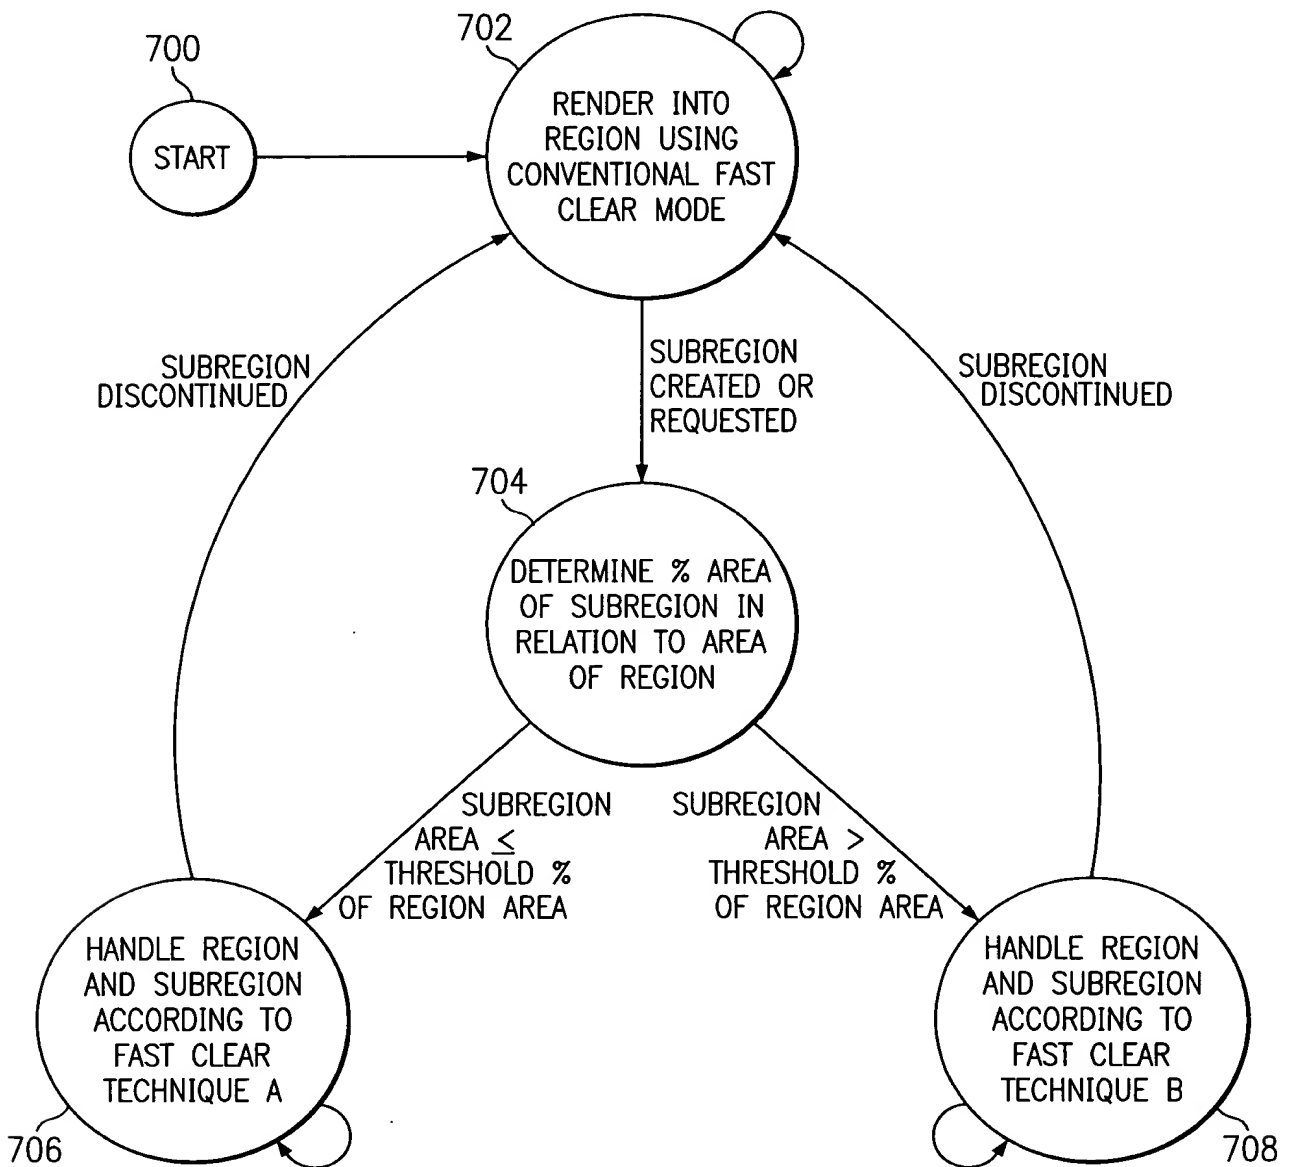 700
START
702
RENDER INTO
REGION USING
CONVENTIONAL FAST
CLEAR MODE
SUBREGION
DISCONTINUED
SUBREGION
CREATED OR
REQUESTED
SUBREGION
DISCONTINUED
704
DETERMINE % AREA
OF SUBREGION IN
RELATION TO AREA
OF REGION
SUBREGION
AREA ≤
THRESHOLD %
OF REGION AREA
SUBREGION
AREA >
THRESHOLD %
OF REGION AREA
HANDLE REGION
AND SUBREGION
ACCORDING TO
FAST CLEAR
TECHNIQUE A
706
HANDLE REGION
AND SUBREGION
ACCORDING TO
FAST CLEAR
TECHNIQUE B
708